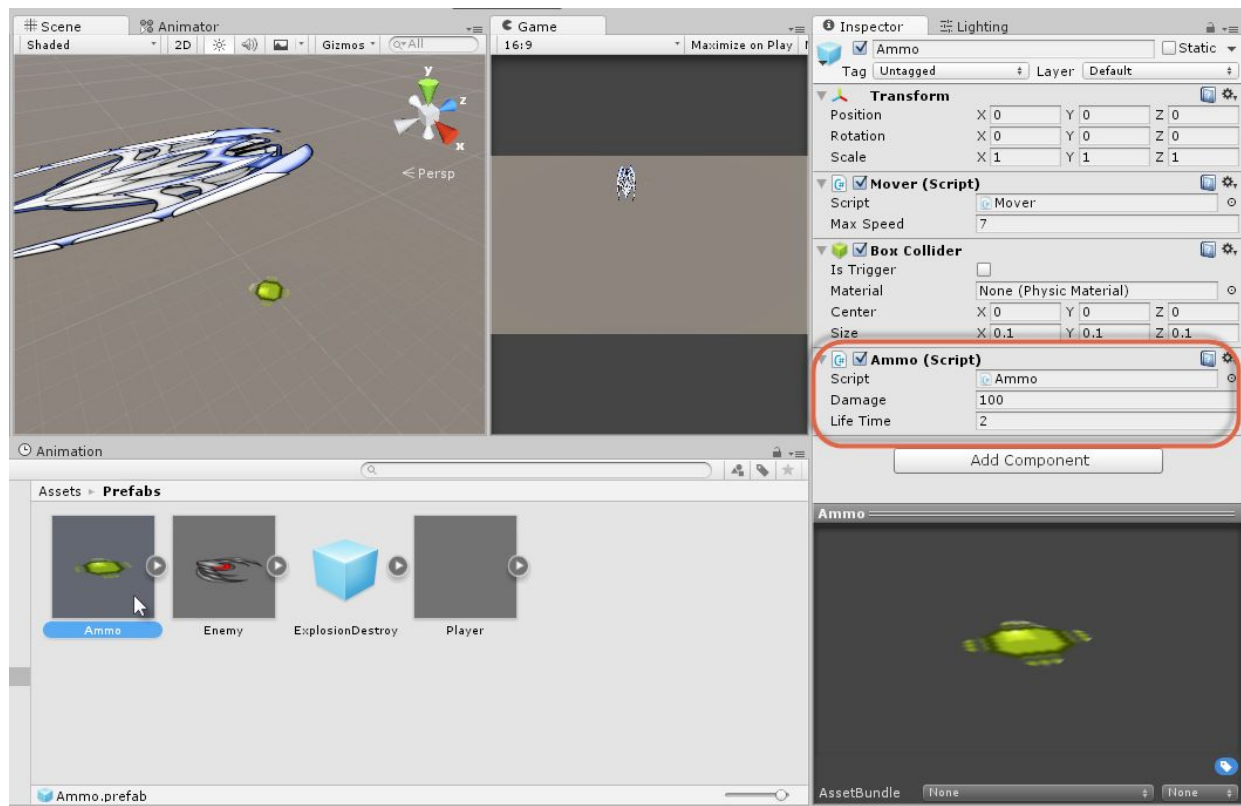 Scene Animator
Shaded 2D Gizmos All
y
z
x
Persp
Game
16:9 Maximize on Play
Inspector Lighting
Ammo Static
Tag Untagged Layer Default
Transform
Position X 0 Y 0 Z 0
Rotation X 0 Y 0 Z 0
Scale X 1 Y 1 Z 1
Mover (Script)
Script Mover
Max Speed 7
Box Collider
Is Trigger
Material None (Physic Material)
Center X 0 Y 0 Z 0
Size X 0.1 Y 0.1 Z 0.1
Ammo (Script)
Script Ammo
Damage 100
Life Time 2
Add Component
Animation
Assets Prefabs
Ammo Enemy ExplosionDestroy Player
Ammo.prefab
Ammo
AssetBundle None None